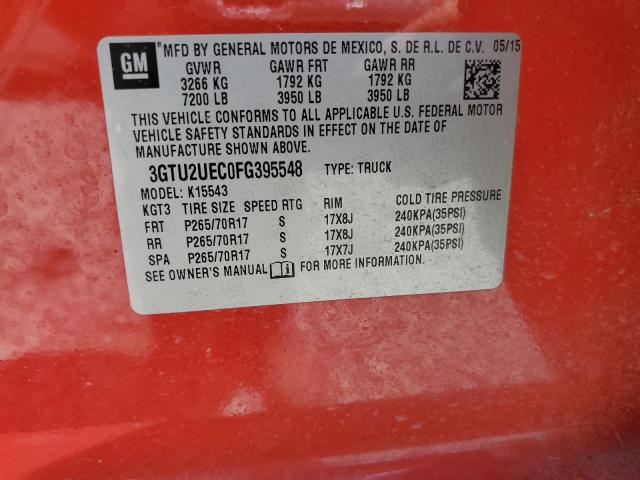 GM *MFD BY GENERAL MOTORS DE MEXICO, S. DE R.L. DE C.V. 05/15
GVWR GAWR FRT GAWR RR
3266 KG 1792 KG 1792 KG
7200 LB 3950 LB 3950 LB
THIS VEHICLE CONFORMS TO ALL APPLICABLE U.S. FEDERAL MOTOR
VEHICLE SAFETY STANDARDS IN EFFECT ON THE DATE OF
MANUFACTURE SHOWN ABOVE.
3GTU2UEC0FG395548 TYPE: TRUCK
MODEL: K15543
KGT3 TIRE SIZE SPEED RTG RIM COLD TIRE PRESSURE
FRT P265/70R17 S 17X8J 240KPA(35PSI)
RR P265/70R17 S 17X8J 240KPA(35PSI)
SPA P265/70R17 S 17X7J 240KPA(35PSI)
SEE OWNER'S MANUAL FOR MORE INFORMATION.